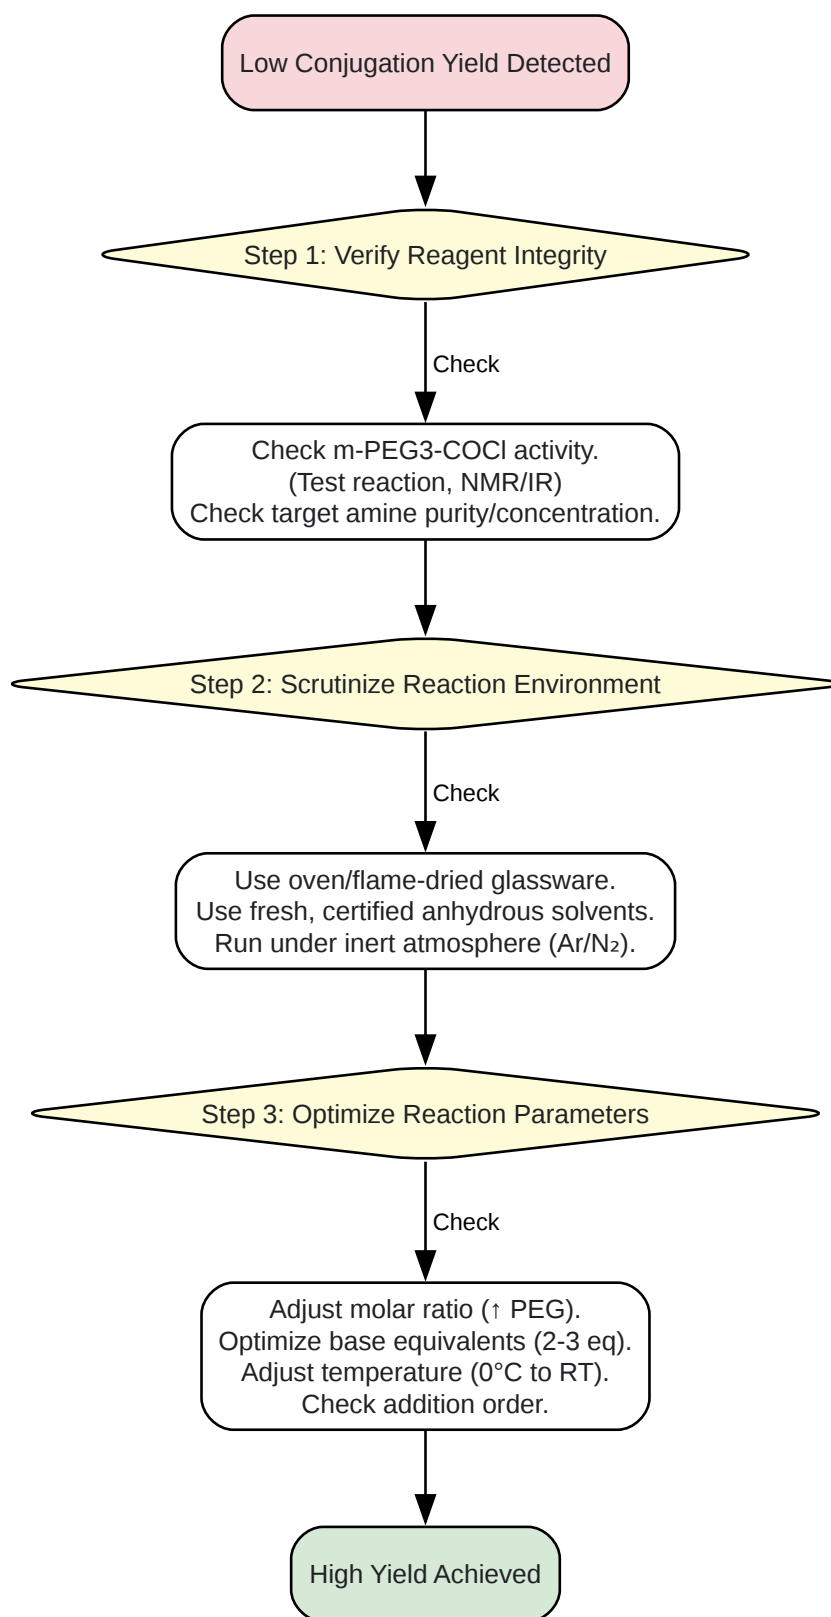 Low Conjugation Yield Detected
Step 1: Verify Reagent Integrity
Check
Check m-PEG3-COCl activity.
(Test reaction, NMR/IR)
Check target amine purity/concentration.
Step 2: Scrutinize Reaction Environment
Check
Use oven/flame-dried glassware.
Use fresh, certified anhydrous solvents.
Run under inert atmosphere (Ar/N₂).
Step 3: Optimize Reaction Parameters
Check
Adjust molar ratio (↑ PEG).
Optimize base equivalents (2-3 eq).
Adjust temperature (0°C to RT).
Check addition order.
High Yield Achieved